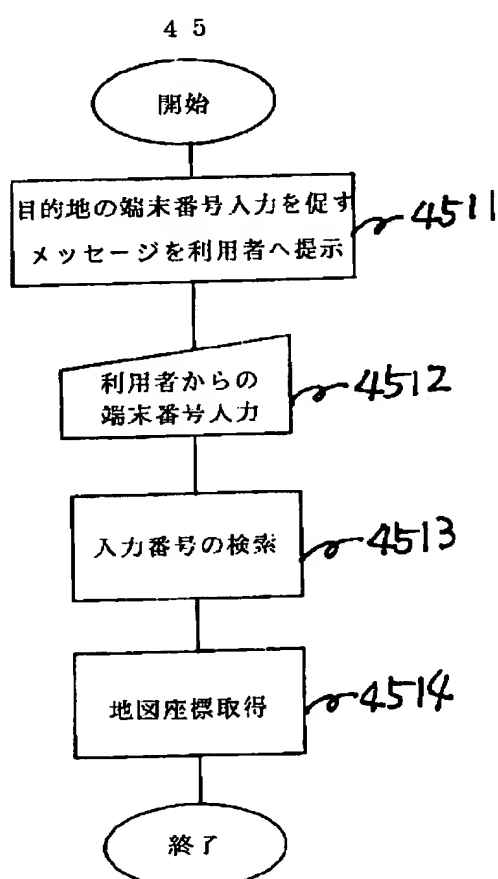 ４５
開始
目的地の端末番号入力を促す
メッセージを利用者へ提示
4511
利用者からの
端末番号入力
4512
入力番号の検索
4513
地図座標取得
4514
終了